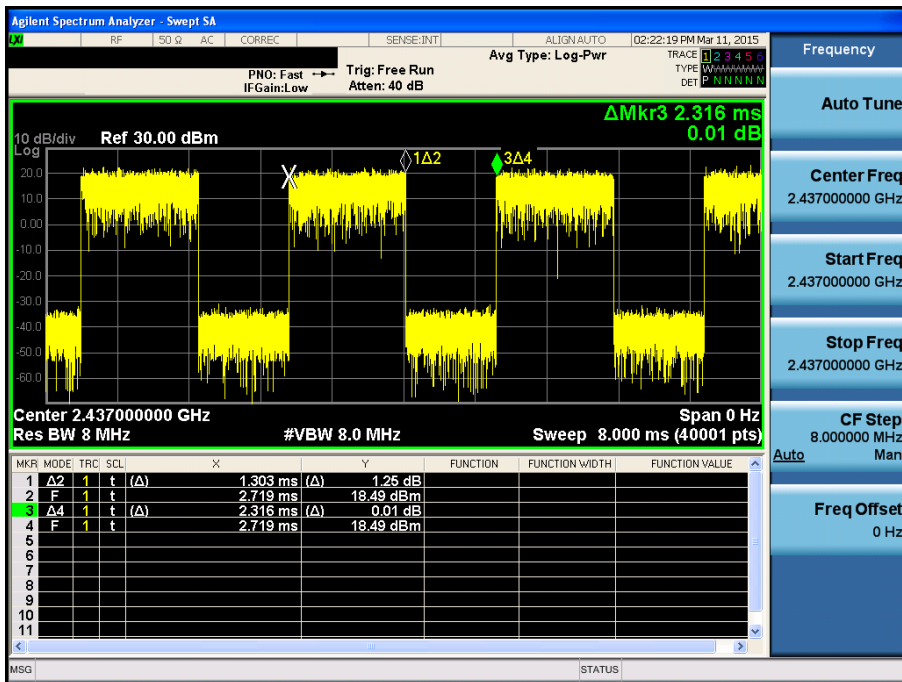 Agilent Spectrum Analyzer - Swept SA
LXI RF 50 Ω AC CORREC SENSE:INT ALIGN AUTO 02:22:19 PM Mar 11, 2015
PNO: Fast
IFGain:Low
Trig: Free Run
Atten: 40 dB
Avg Type: Log-Pwr
TRACE 1 2 3 4 5 6
TYPE WWWWWW
DET P N N N N N
ΔMkr3 2.316 ms
0.01 dB
10 dB/div Ref 30.00 dBm
Log
1Δ2 3Δ4
20.0
10.0
0.00
-10.0
-20.0
-30.0
-40.0
-50.0
-60.0
Center 2.437000000 GHz Span 0 Hz
Res BW 8 MHz #VBW 8.0 MHz Sweep 8.000 ms (40001 pts)
MKR MODE TRC SCL X Y FUNCTION FUNCTION WIDTH FUNCTION VALUE
1 Δ2 1 t (Δ) 1.303 ms (Δ) 1.25 dB
2 F 1 t 2.719 ms 18.49 dBm
3 Δ4 1 t (Δ) 2.316 ms (Δ) 0.01 dB
4 F 1 t 2.719 ms 18.49 dBm
5
6
7
8
9
10
11
MSG STATUS
Frequency
Auto Tune
Center Freq
2.437000000 GHz
Start Freq
2.437000000 GHz
Stop Freq
2.437000000 GHz
CF Step
8.000000 MHz
Auto Man
Freq Offset
0 Hz